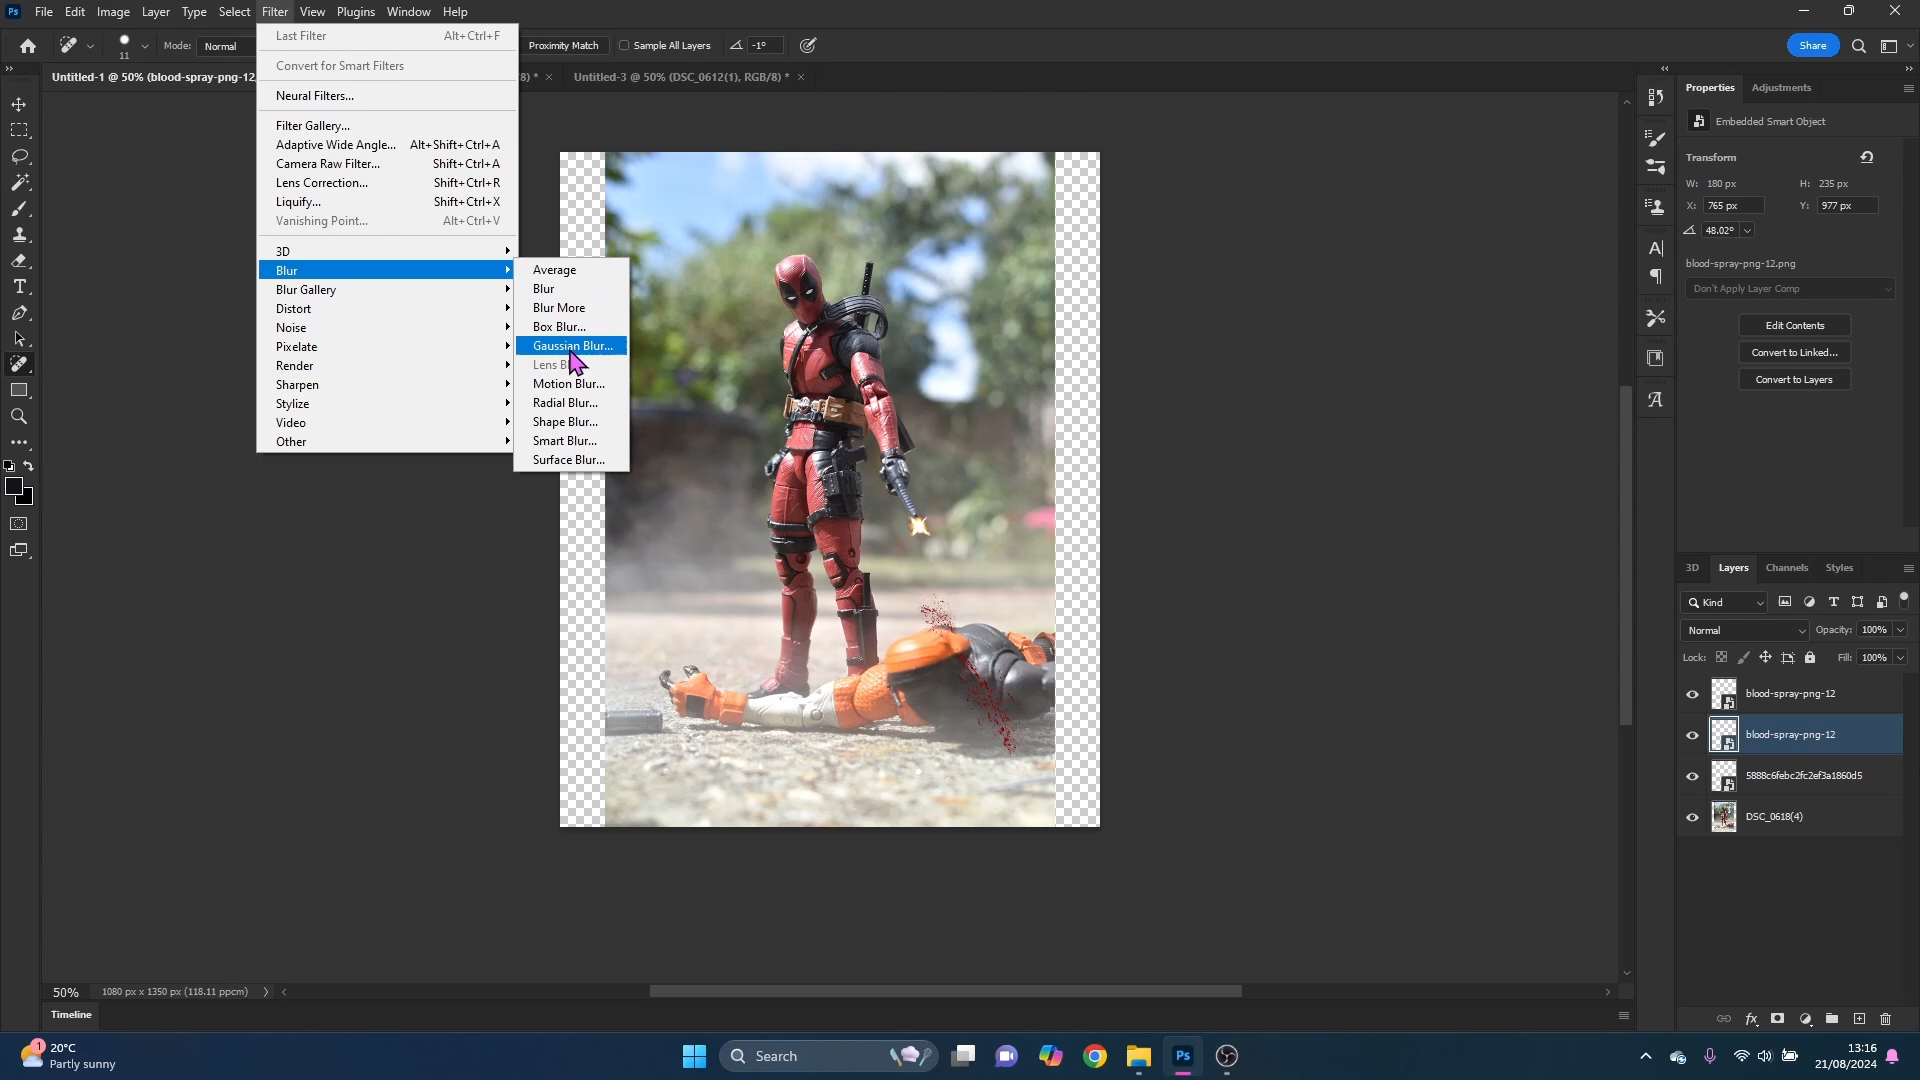 Ps File Edit Image Layer Type Select Filter View Plugins Window Help
11 Mode: Normal Proximity Match Sample All Layers -1° Share
Untitled-1 @ 50% (blood-spray-png-12, /8) * × Untitled-3 @ 50% (DSC_0612(1), RGB/8) * ×
Last Filter Alt+Ctrl+F
Convert for Smart Filters
Neural Filters...
Filter Gallery...
Adaptive Wide Angle... Alt+Shift+Ctrl+A
Camera Raw Filter... Shift+Ctrl+A
Lens Correction... Shift+Ctrl+R
Liquify... Shift+Ctrl+X
Vanishing Point... Alt+Ctrl+V
3D
Blur
Blur Gallery
Distort
Noise
Pixelate
Render
Sharpen
Stylize
Video
Other
Average
Blur
Blur More
Box Blur...
Gaussian Blur...
Lens
Motion Blur...
Radial Blur...
Shape Blur...
Smart Blur...
Surface Blur...
Properties Adjustments
Embedded Smart Object
Transform
W: 180 px H: 235 px
X: 765 px Y: 977 px
48.02°
blood-spray-png-12.png
Don't Apply Layer Comp
Edit Contents
Convert to Linked...
Convert to Layers
3D Layers Channels Styles
Kind
Normal Opacity: 100%
Lock: Fill: 100%
blood-spray-png-12
blood-spray-png-12
5888c6febc2fc2ef3a1860d5
DSC_0618(4)
50% 1080 px x 1350 px (118.11 ppcm)
Timeline
1 20°C
Partly sunny
Search
Ps
13:16
21/08/2024